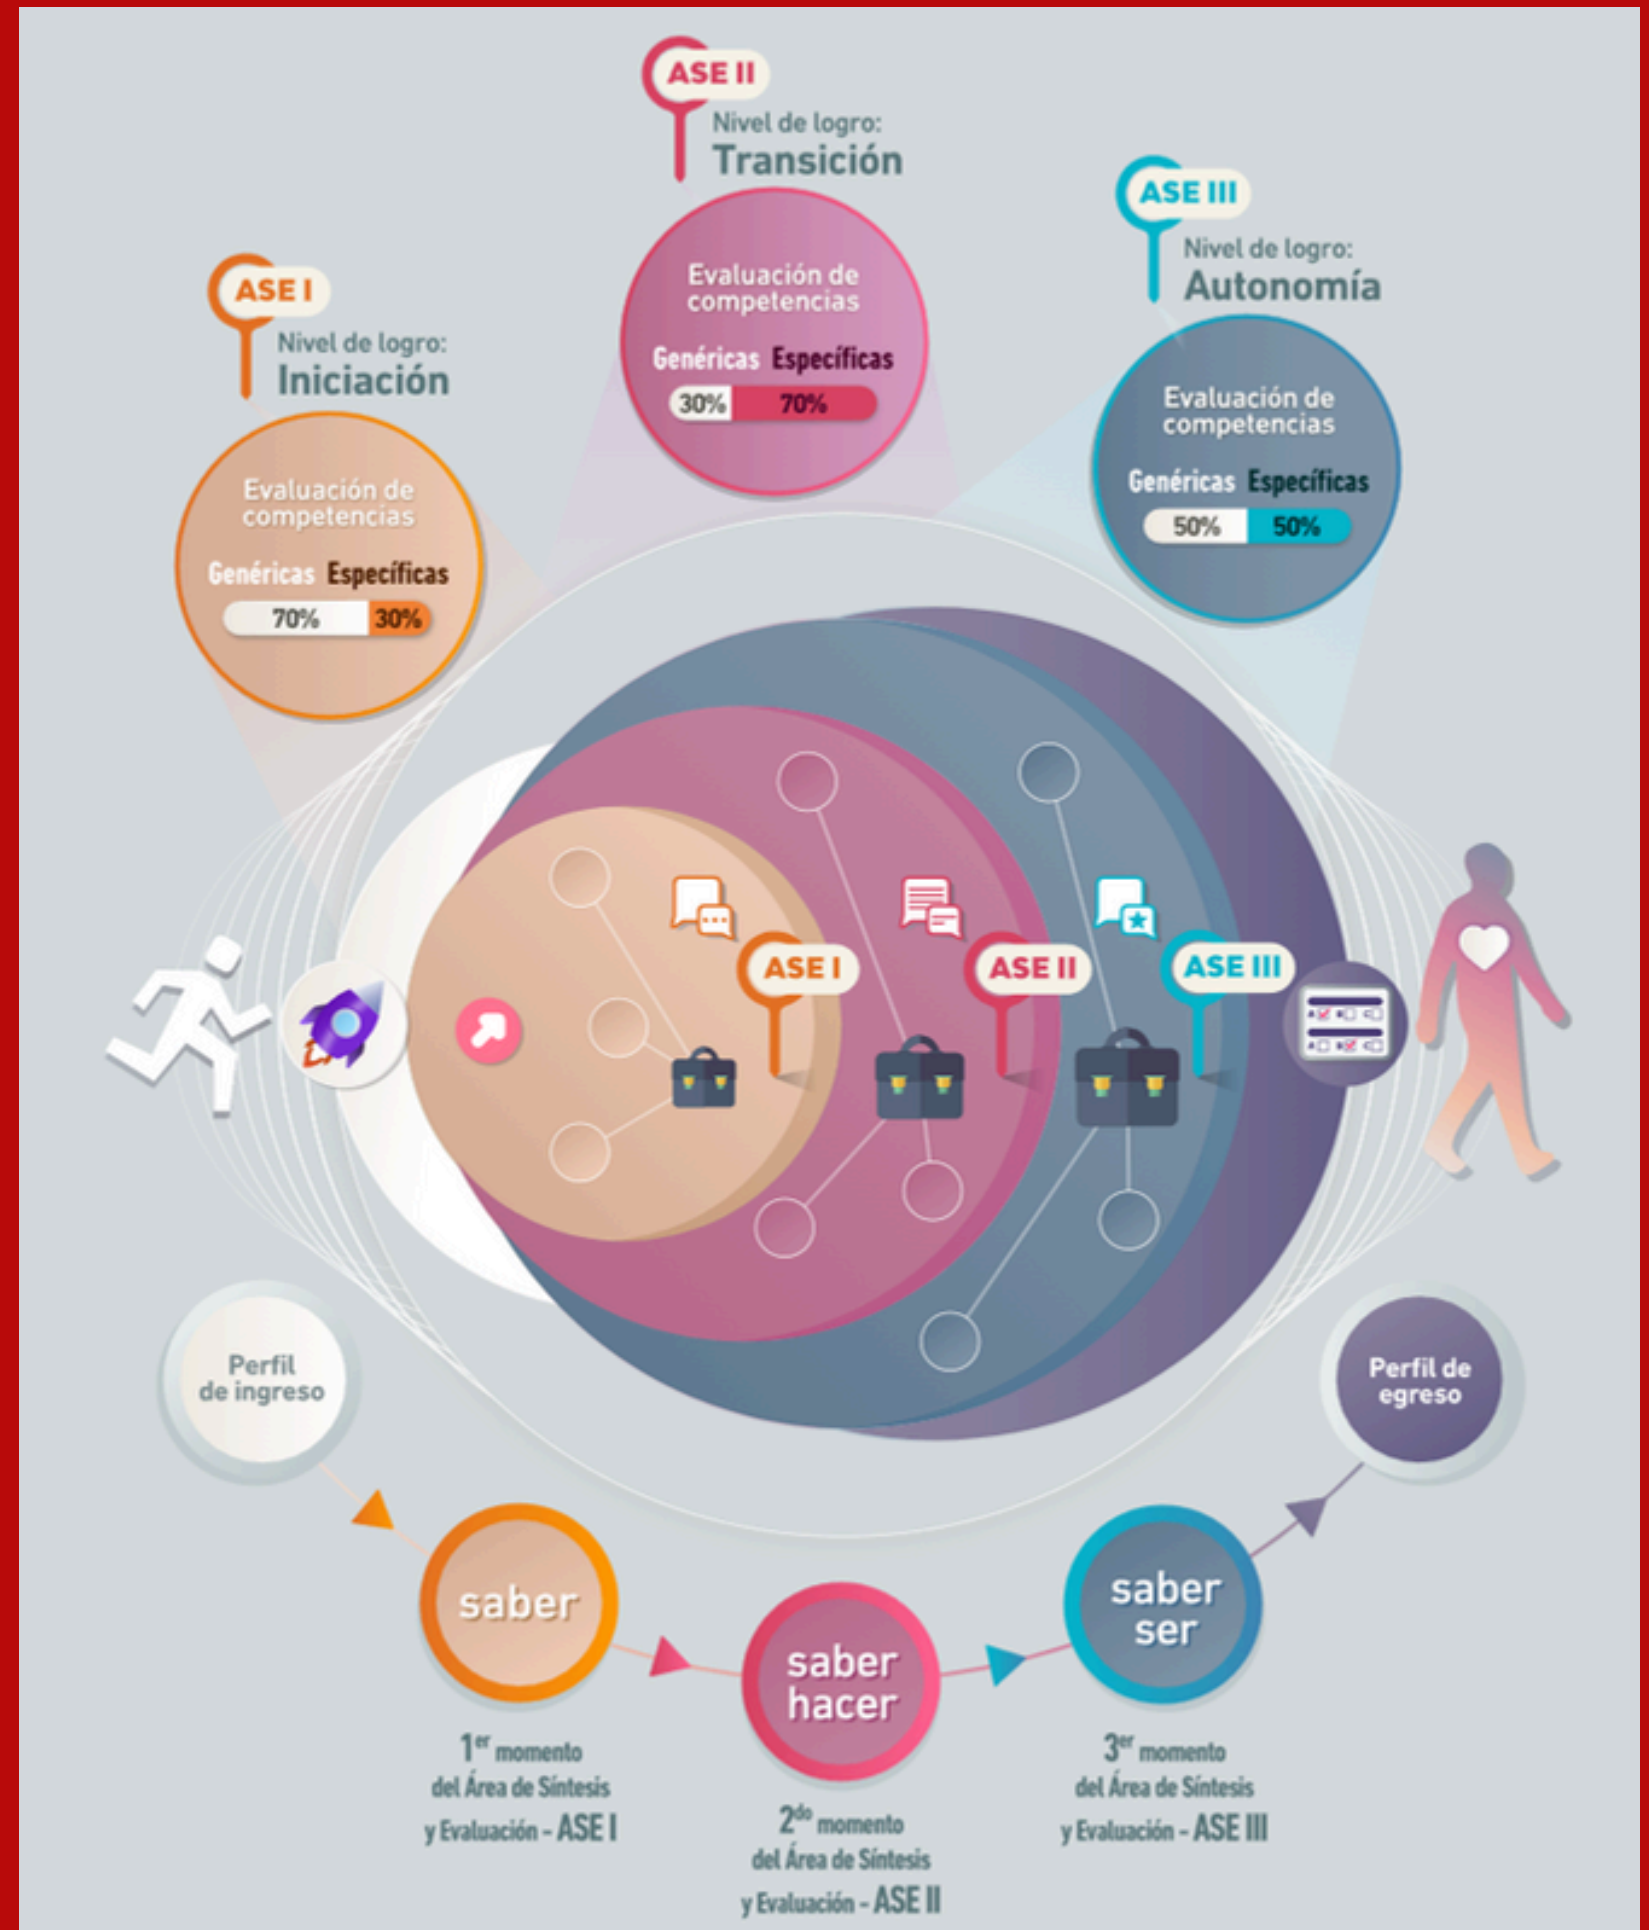 ASE II
Nivel de logro:
Transición
Evaluación de
competencias
Genéricas Específicas
30% 70%
ASE III
Nivel de logro:
Autonomía
Evaluación de
competencias
Genéricas Específicas
50% 50%
ASE I
Nivel de logro:
Iniciación
Evaluación de
competencias
Genéricas Específicas
70% 30%
ASE I
ASE II
ASE III
A B C
A B C
Perfil
de ingreso
Perfil de
egreso
saber
1er momento
del Área de Síntesis
y Evaluación - ASE I
saber
hacer
2do momento
del Área de Síntesis
y Evaluación - ASE II
saber
ser
3er momento
del Área de Síntesis
y Evaluación - ASE III